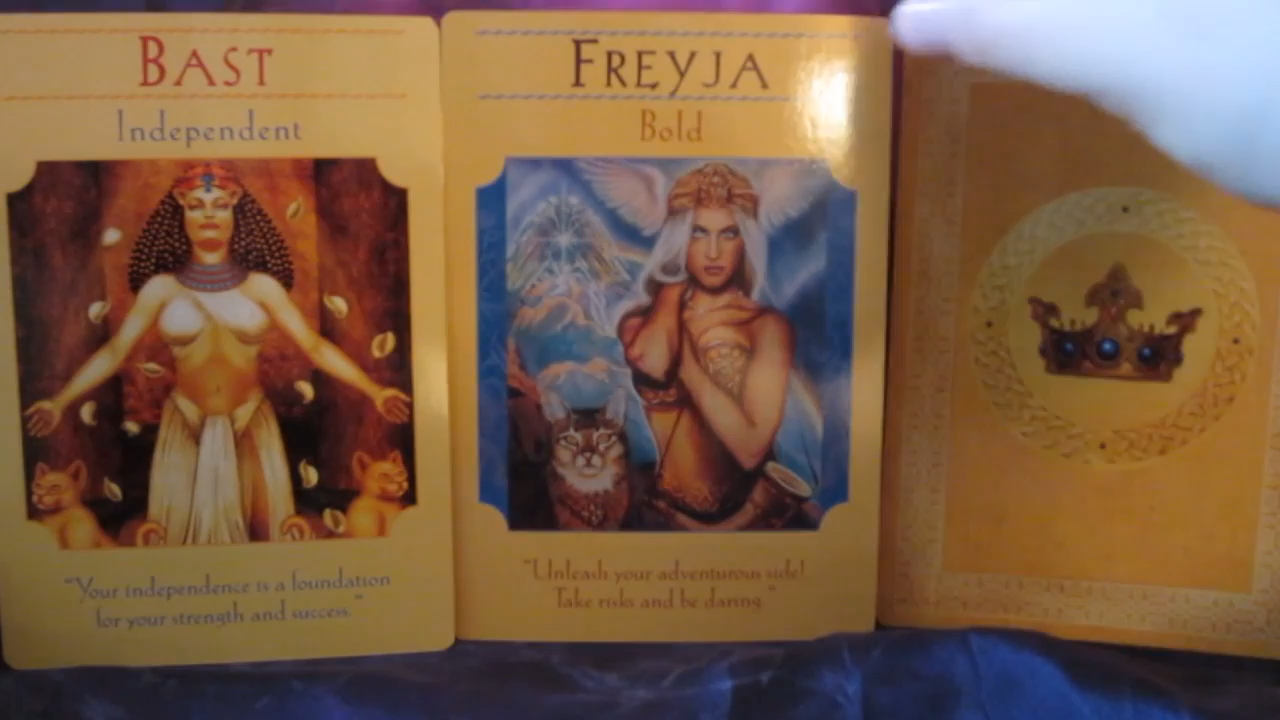 BAST
Independent
"Your independence is a foundation
for your strength and success."
FREYJA
Bold
"Unleash your adventurous side!
Take risks and be daring."